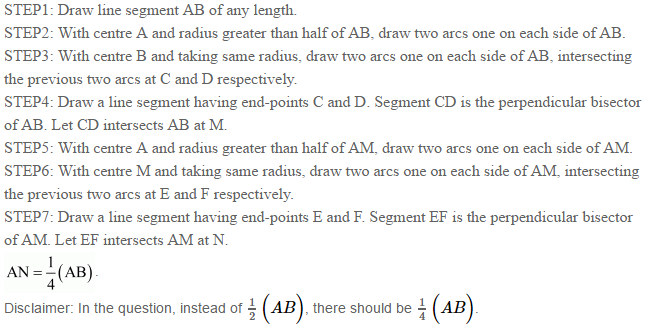 STEP1: Draw line segment AB of any length.
STEP2: With centre A and radius greater than half of AB, draw two arcs one on each side of AB.
STEP3: With centre B and taking same radius, draw two arcs one on each side of AB, intersecting
the previous two arcs at C and D respectively.
STEP4: Draw a line segment having end-points C and D. Segment CD is the perpendicular bisector
of AB. Let CD intersects AB at M.
STEP5: With centre A and radius greater than half of AM, draw two arcs one on each side of AM.
STEP6: With centre M and taking same radius, draw two arcs one on each side of AM, intersecting
the previous two arcs at E and F respectively.
STEP7: Draw a line segment having end-points E and F. Segment EF is the perpendicular bisector
of AM. Let EF intersects AM at N.
AN = 1/4 (AB).
Disclaimer: In the question, instead of 1/2 (AB), there should be 1/4 (AB).